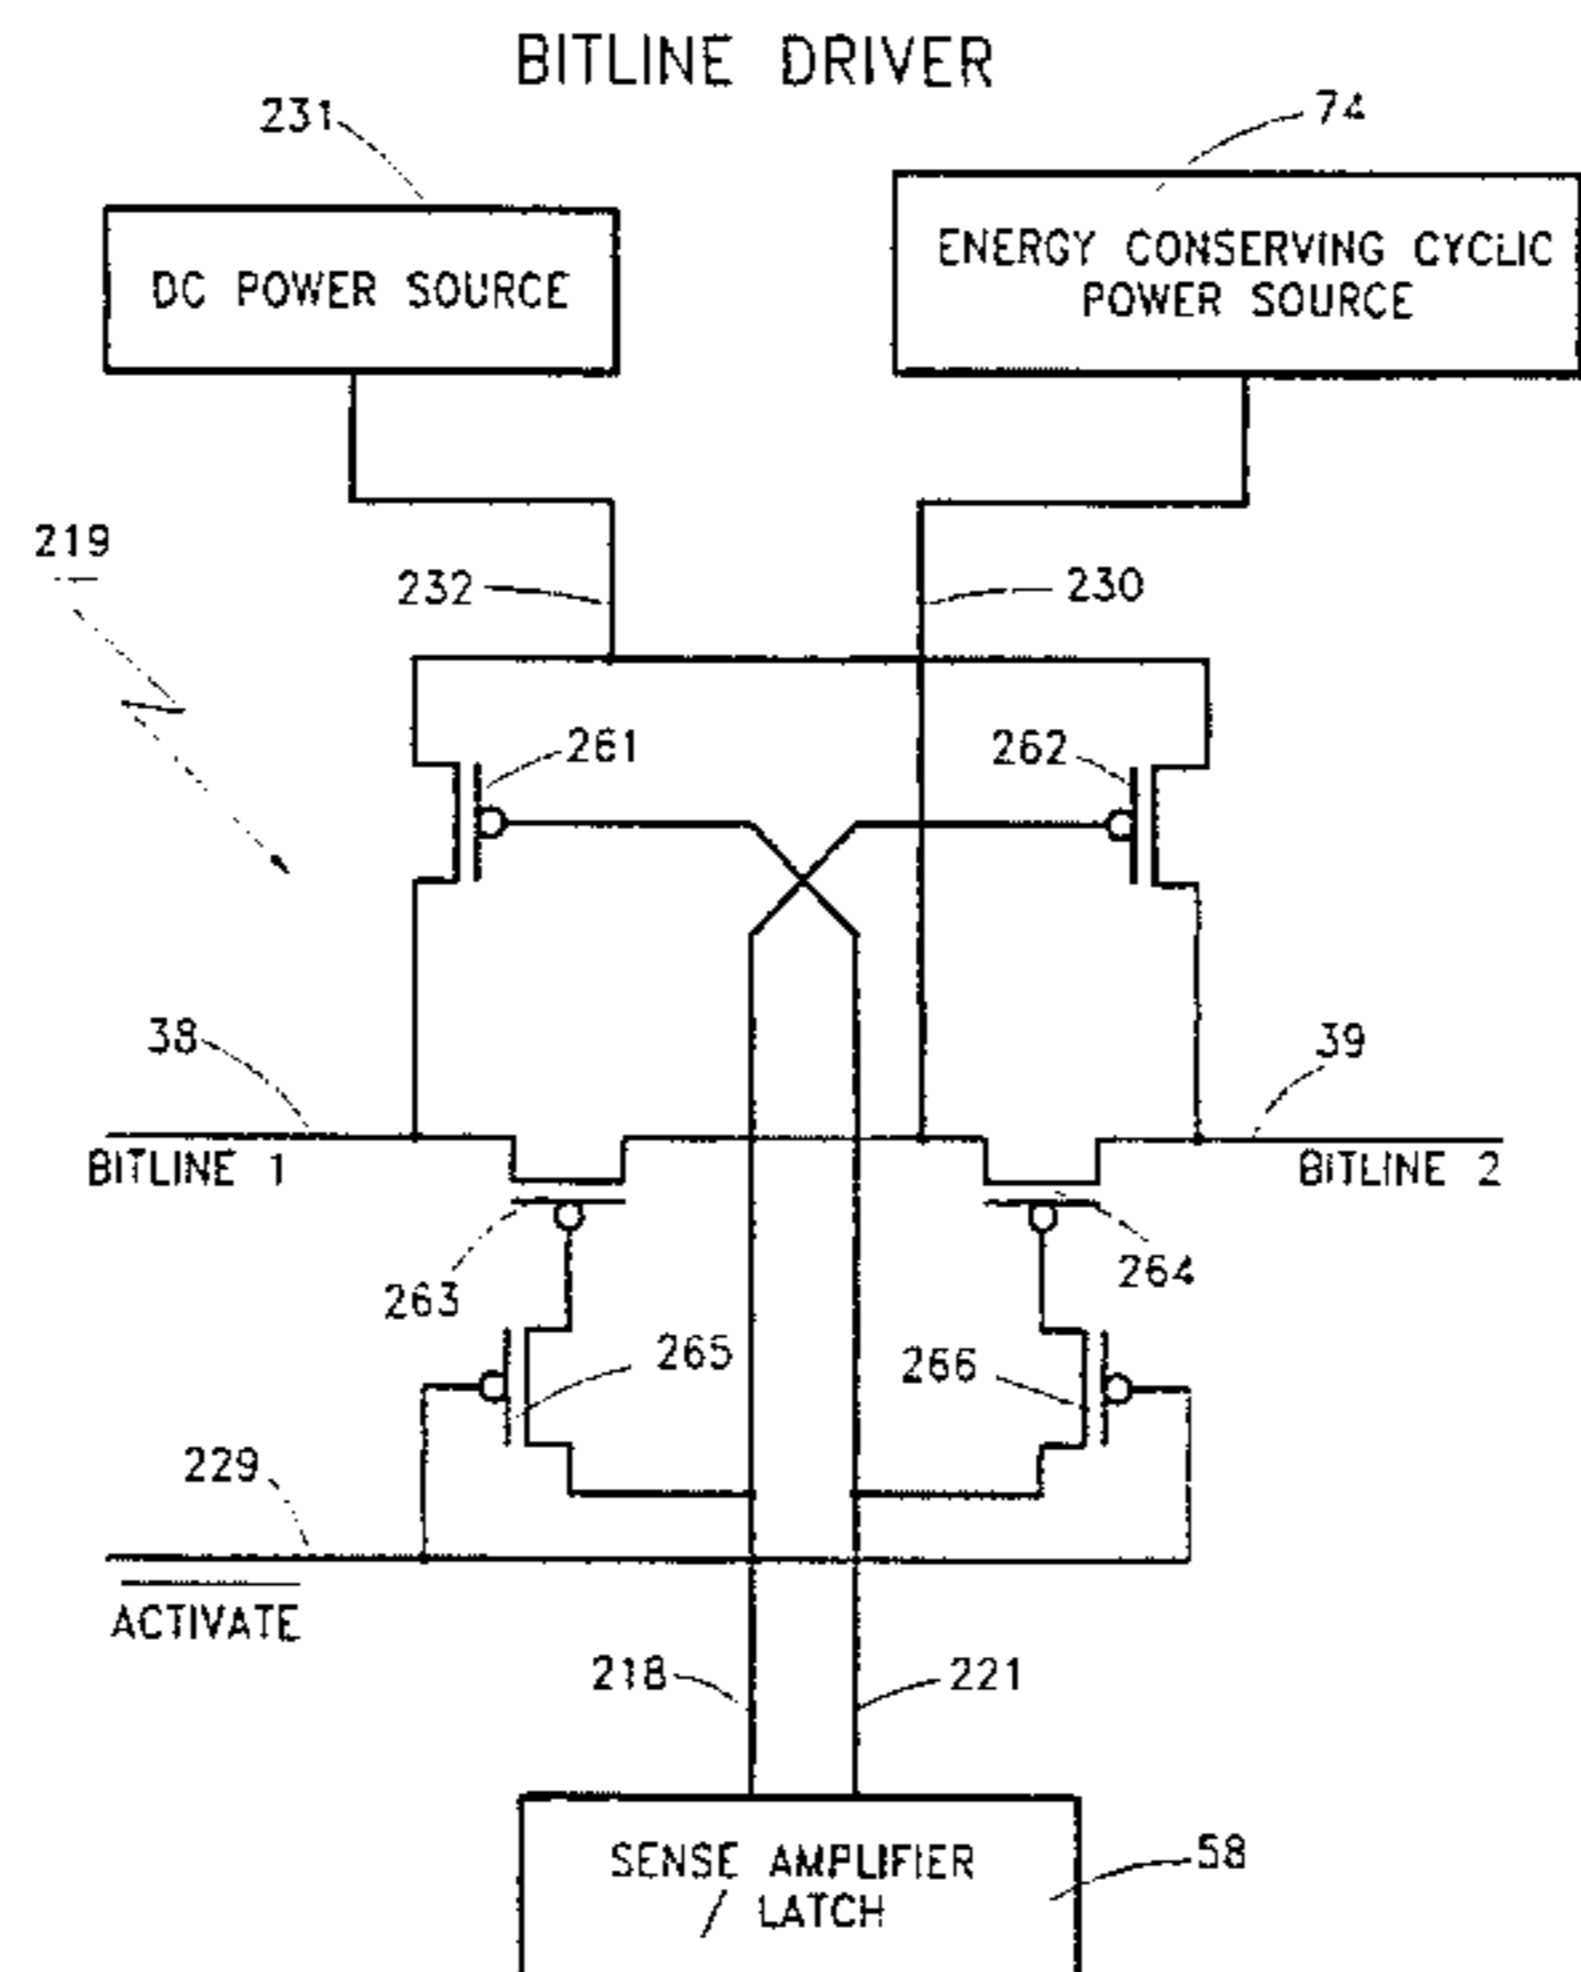 BITLINE DRIVER
231
74
DC POWER SOURCE
ENERGY CONSERVING CYCLIC
POWER SOURCE
219
232
230
261
262
38
39
BITLINE 1
BITLINE 2
263
264
265
266
229
ACTIVATE
218
221
SENSE AMPLIFIER
/ LATCH
58